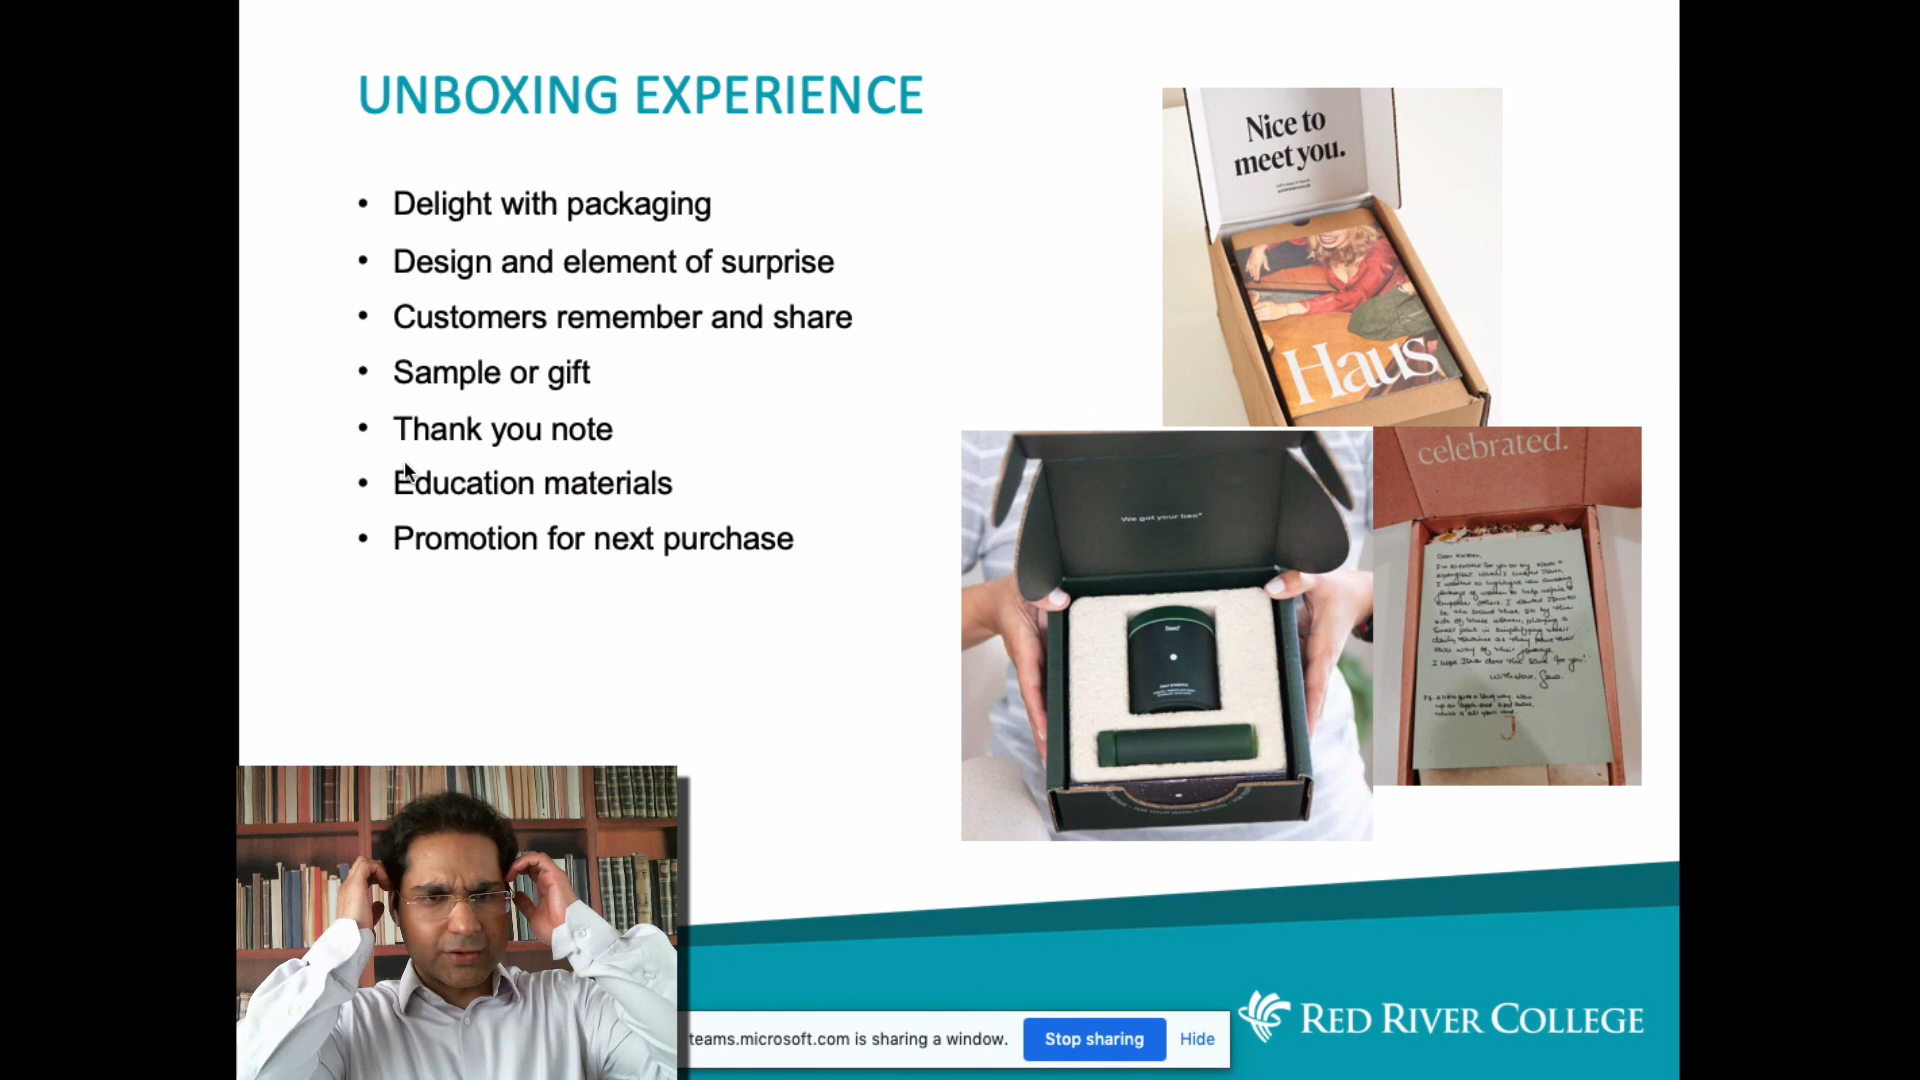 UNBOXING EXPERIENCE
• Delight with packaging
• Design and element of surprise
• Customers remember and share
• Sample or gift
• Thank you note
• Education materials
• Promotion for next purchase
Nice to
meet you.
Haus
We got your bac*
celebrated.
teams.microsoft.com is sharing a window.
Stop sharing
Hide
RED RIVER COLLEGE